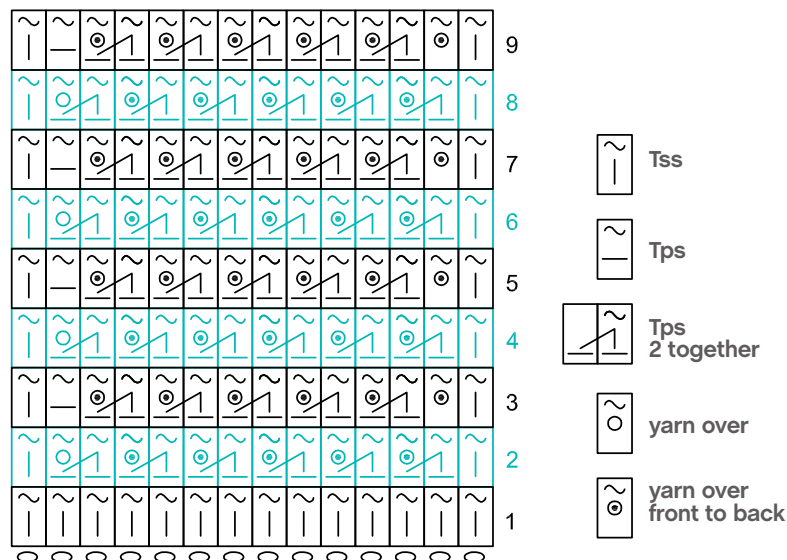 9
8
7
6
5
4
3
2
1
Tss
Tps
Tps
2 together
yarn over
yarn over
front to back